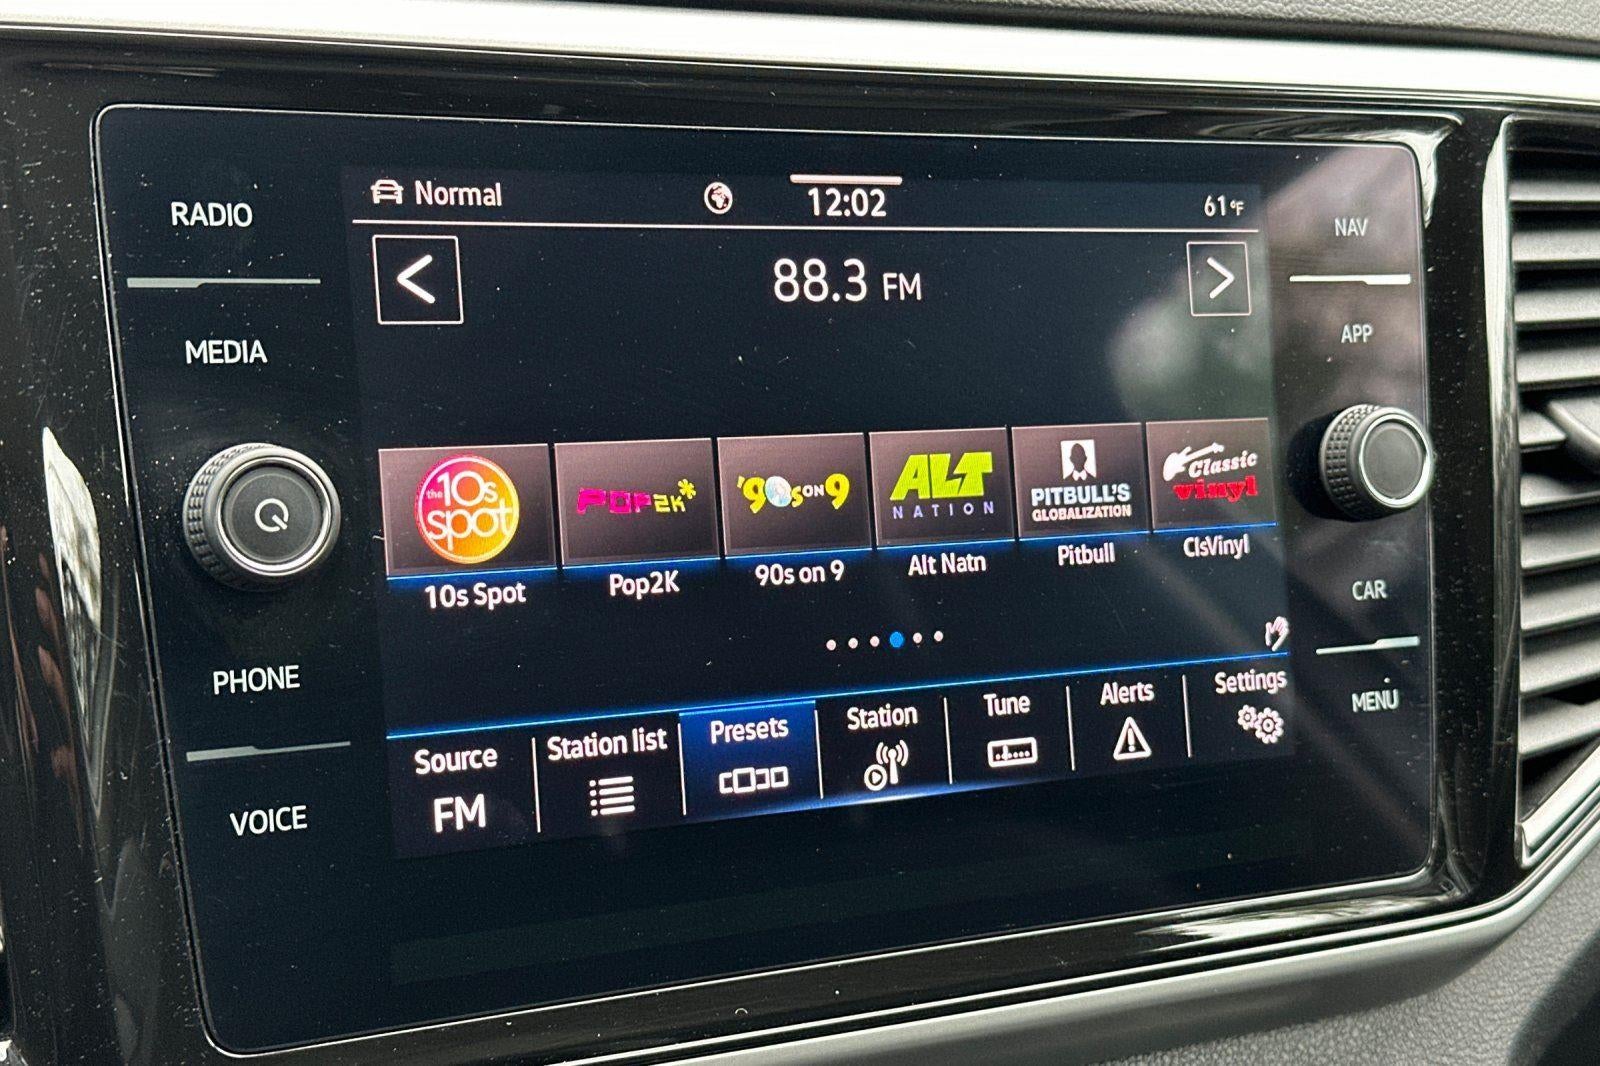 RADIO
MEDIA
PHONE
VOICE
Normal
12:02
61°F
<
88.3 FM
>
the 10s spot
POP2K*
'90s ON 9
ALT NATION
PITBULL'S GLOBALIZATION
Classic vinyl
10s Spot
Pop2K
90s on 9
Alt Natn
Pitbull
ClsVinyl
Source
FM
Station list
Presets
Station
Tune
Alerts
Settings
NAV
APP
CAR
MENU